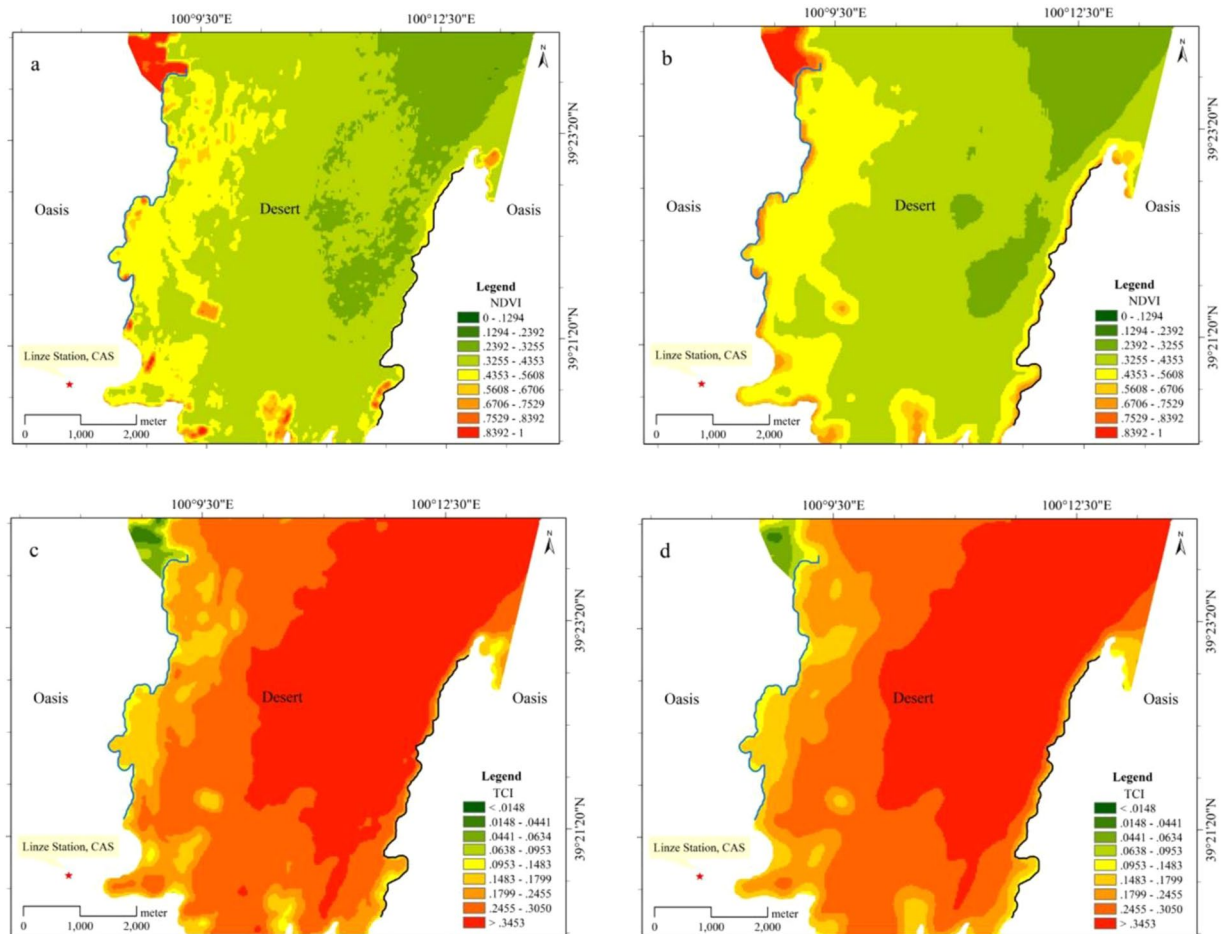 100°9'30"E
100°12'30"E
a
N
39°23'20"N
Oasis
Desert
Oasis
Legend
NDVI
0 - .1294
.1294 - .2392
.2392 - .3255
.3255 - .4353
.4353 - .5608
.5608 - .6706
.6706 - .7529
.7529 - .8392
.8392 - 1
39°21'20"N
Linze Station, CAS
meter
0 1,000 2,000
100°9'30"E
100°12'30"E
b
N
39°23'20"N
Oasis
Desert
Oasis
Legend
NDVI
0 - .1294
.1294 - .2392
.2392 - .3255
.3255 - .4353
.4353 - .5608
.5608 - .6706
.6706 - .7529
.7529 - .8392
.8392 - 1
39°21'20"N
Linze Station, CAS
meter
0 1,000 2,000
100°9'30"E
100°12'30"E
c
N
39°23'20"N
Oasis
Desert
Oasis
Legend
TCI
< .0148
.0148 - .0441
.0441 - .0634
.0638 - .0953
.0953 - .1483
.1483 - .1799
.1799 - .2455
.2455 - .3050
> .3453
39°21'20"N
Linze Station, CAS
meter
0 1,000 2,000
100°9'30"E
100°12'30"E
d
N
39°23'20"N
Oasis
Desert
Oasis
Legend
TCI
< .0148
.0148 - .0441
.0441 - .0634
.0638 - .0953
.0953 - .1483
.1483 - .1799
.1799 - .2455
.2455 - .3050
> .3453
39°21'20"N
Linze Station, CAS
meter
0 1,000 2,000